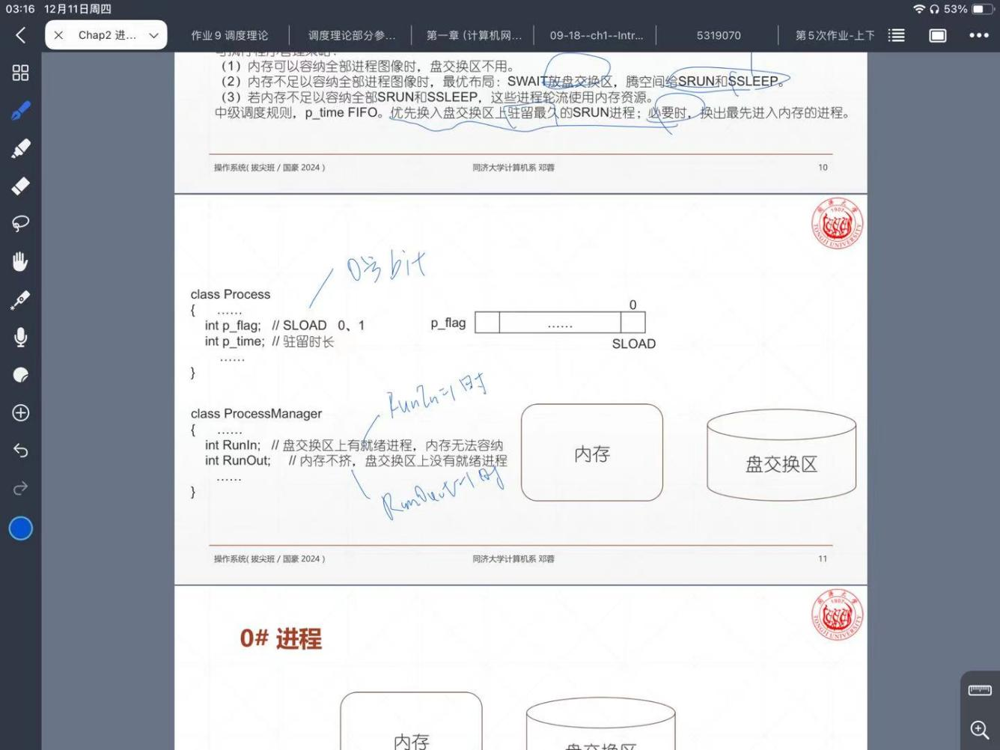 03:16 12月11日周四
53%
Chap2 进...
作业9 调度理论
调度理论部分参...
第一章 (计算机网...
09-18--ch1--Intr...
5319070
第5次作业-上下
(1)内存可以容纳全部进程图像时，盘交换区不用。
(2)内存不足以容纳全部进程图像时，最优布局：SWAIT放盘交换区，腾空间给SRUN和SSLEEP。
(3)若内存不足以容纳全部SRUN和SSLEEP，这些进程轮流使用内存资源。
中级调度规则，p_time FIFO。优先换入盘交换区上驻留最久的SRUN进程；必要时，换出最先进入内存的进程。
操作系统( 拔尖班 / 国豪 2024 )
同济大学计算机系 邓蓉
10
1907
TONGJI UNIVERSITY
0号bit
class Process
{ ......
int p_flag; // SLOAD 0、1
int p_time; // 驻留时长
......
}
p_flag
......
0
SLOAD
RunIn=1时
class ProcessManager
{ ......
int RunIn; // 盘交换区上有就绪进程，内存无法容纳
int RunOut; // 内存不挤，盘交换区上没有就绪进程
......
}
RunOut=1时
内存
盘交换区
操作系统( 拔尖班 / 国豪 2024 )
同济大学计算机系 邓蓉
11
1907
TONGJI UNIVERSITY
0# 进程
内存
盘交换区